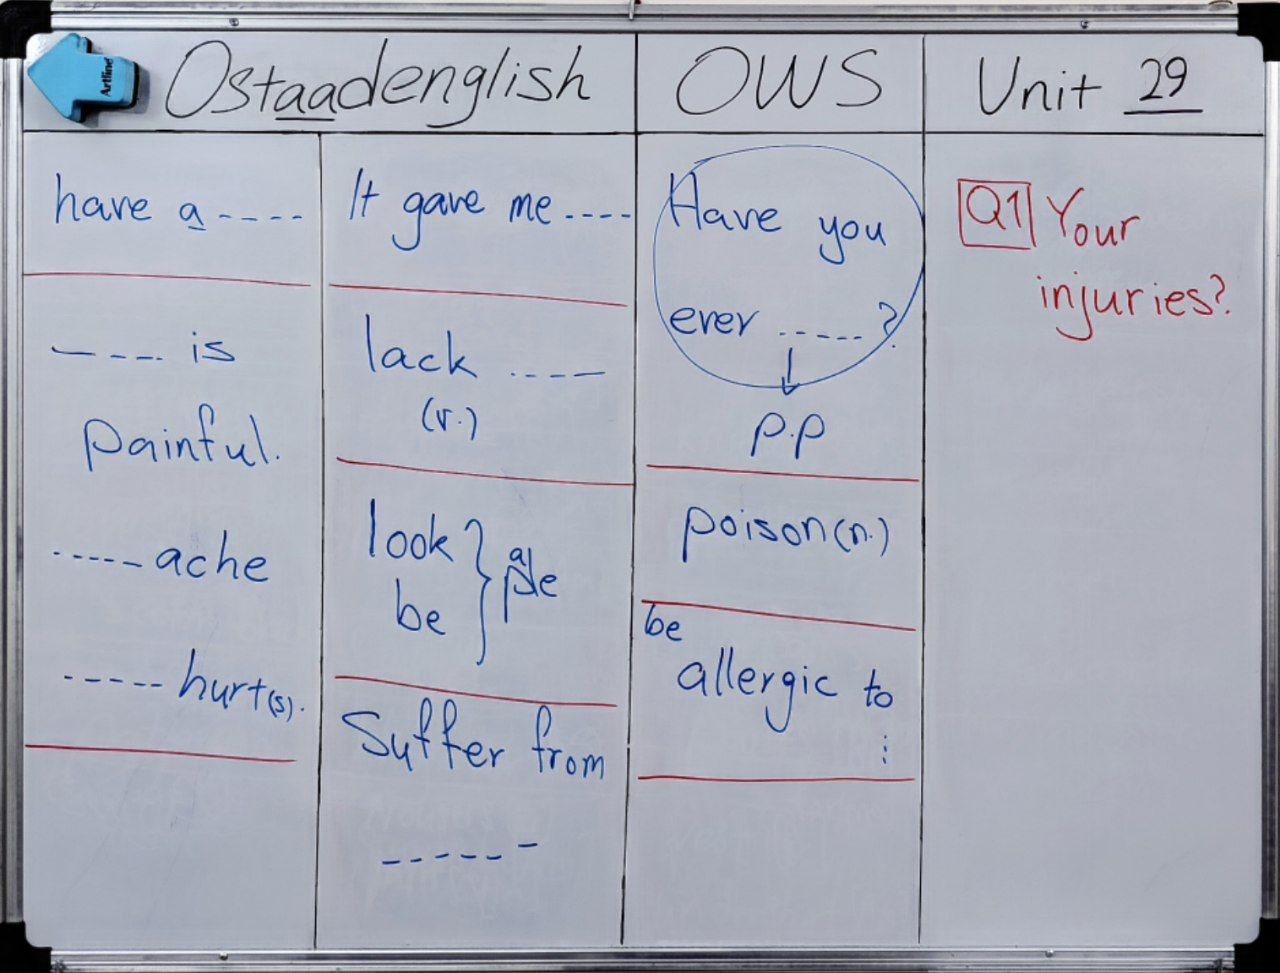 Ostaadenglish
OWS
Unit 29
Artline
have a ----
---- is
painful.
----- ache
----- hurt(s).
It gave me ----
lack ----
(v.)
look
be
pale
Suffer from
------
Have you
ever -----?
p.p
poison (n.)
be
allergic to
Q1 Your
injuries?